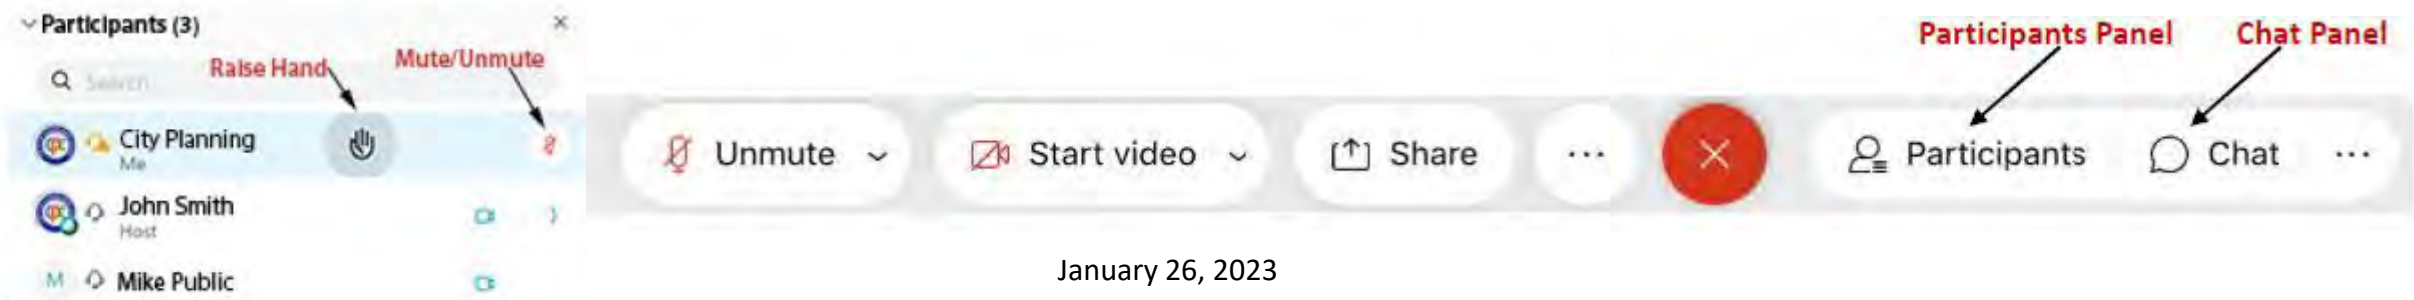 Participants (3)
Raise Hand
Mute/Unmute
Search
City Planning
Me
John Smith
Host
M Mike Public
Participants Panel
Chat Panel
Unmute
Start video
Share
Participants
Chat
January 26, 2023